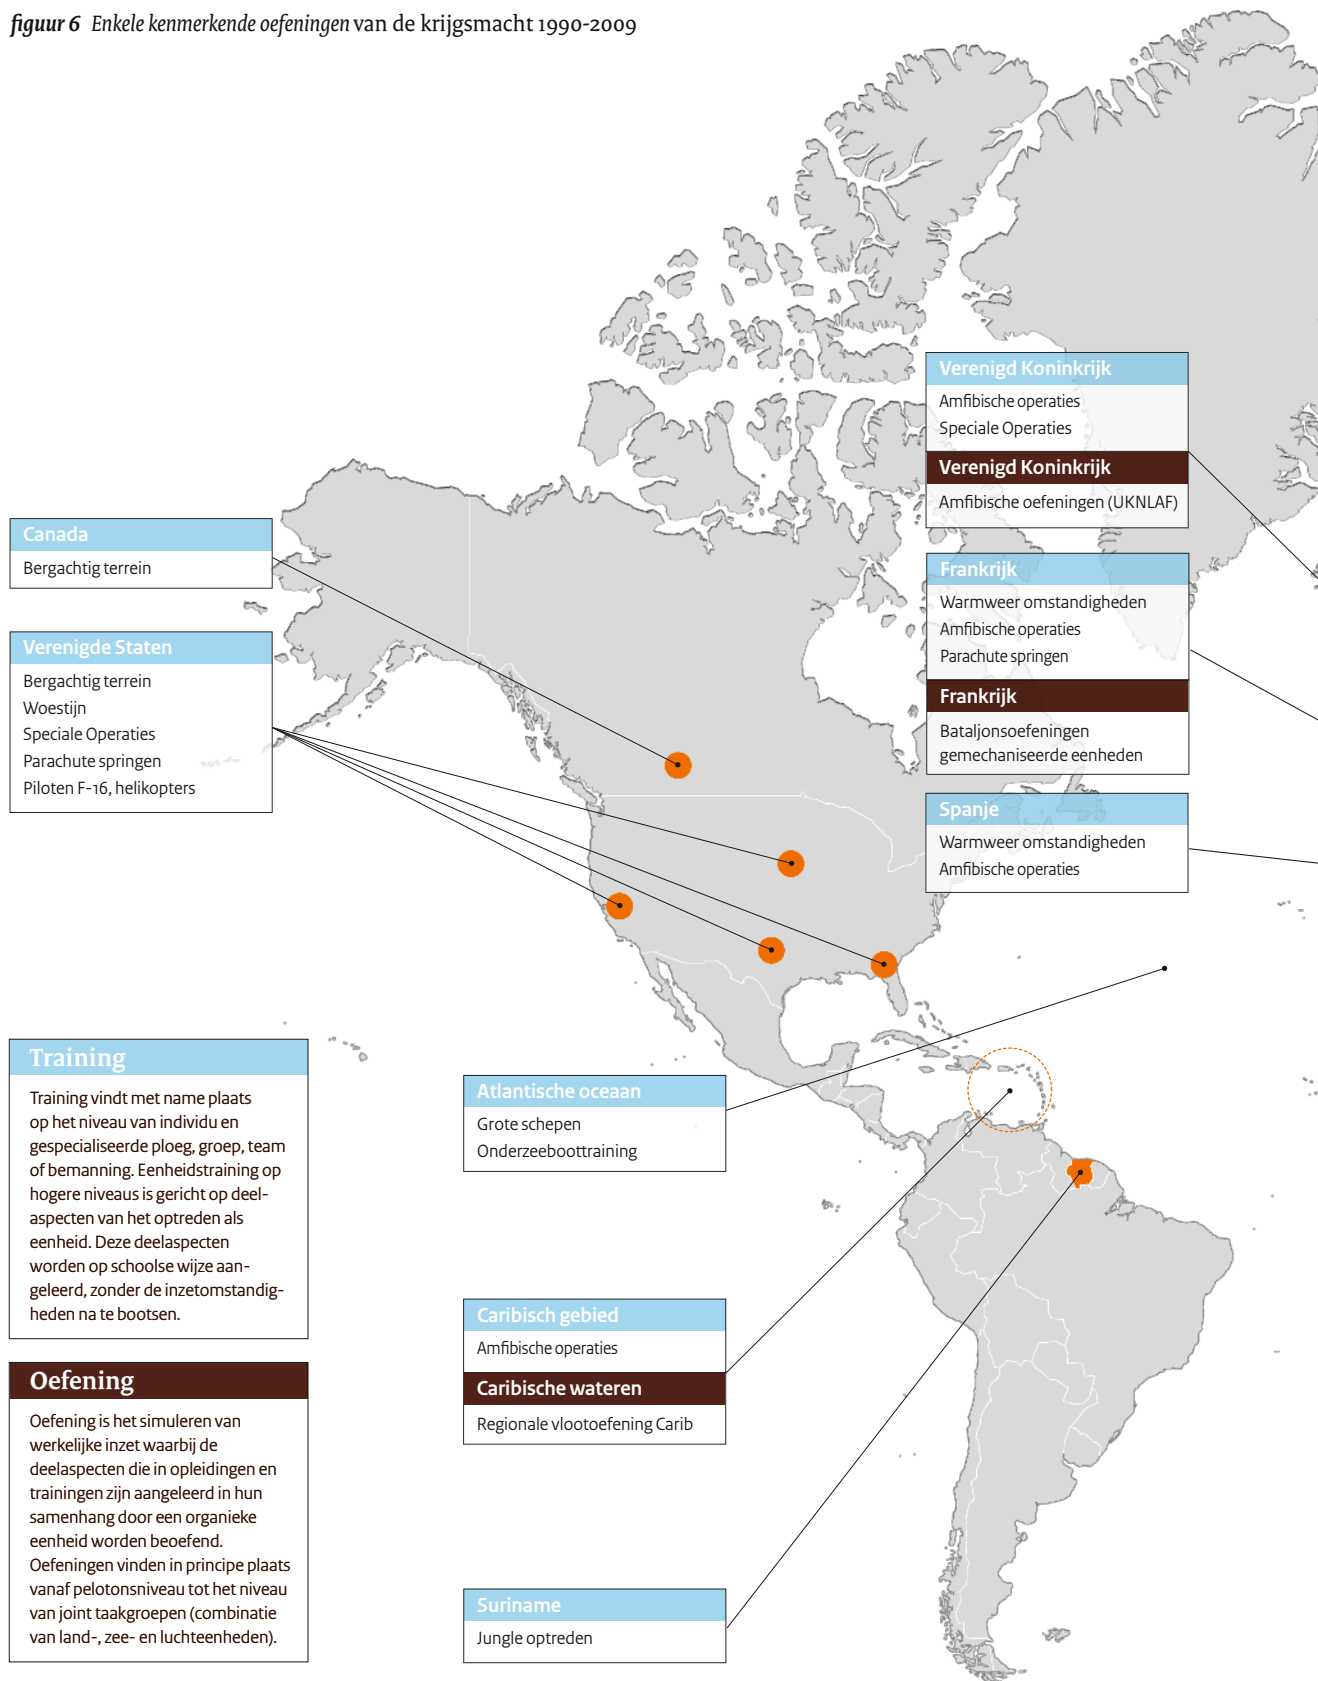 figuur 6 Enkele kenmerkende oefeningen van de krijgsmacht 1990-2009
Verenigd Koninkrijk
Amfibische operaties
Speciale Operaties
Verenigd Koninkrijk
Amfibische oefeningen (UKNLAF)
Canada
Bergachtig terrein
Frankrijk
Warmweer omstandigheden
Amfibische operaties
Parachute springen
Frankrijk
Bataljonsoefeningen
gemechaniseerde eenheden
Verenigde Staten
Bergachtig terrein
Woestijn
Speciale Operaties
Parachute springen
Piloten F-16, helikopters
Spanje
Warmweer omstandigheden
Amfibische operaties
Training
Training vindt met name plaats
op het niveau van individu en
gespecialiseerde ploeg, groep, team
of bemanning. Eenheidstraining op
hogere niveaus is gericht op deel-
aspecten van het optreden als
eenheid. Deze deelaspecten
worden op schoolse wijze aan-
geleerd, zonder de inzetomstandig-
heden na te bootsen.
Atlantische oceaan
Grote schepen
Onderzeeboottraining
Caribisch gebied
Amfibische operaties
Caribische wateren
Regionale vlootoefening Carib
Oefening
Oefening is het simuleren van
werkelijke inzet waarbij de
deelaspecten die in opleidingen en
trainingen zijn aangeleerd in hun
samenhang door een organieke
eenheid worden beoefend.
Oefeningen vinden in principe plaats
vanaf pelotonsniveau tot het niveau
van joint taakgroepen (combinatie
van land-, zee- en luchteenheden).
Suriname
Jungle optreden